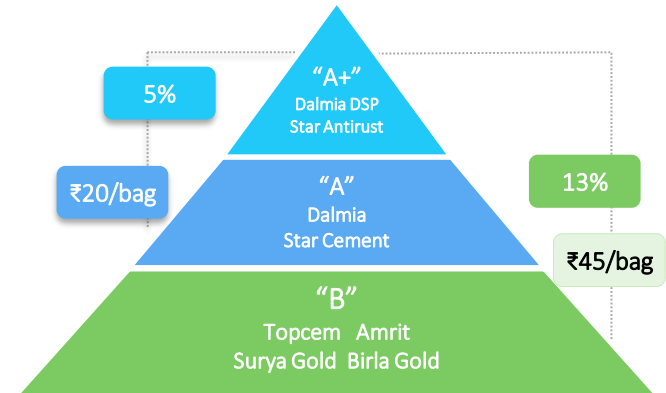 "A+"
Dalmia DSP
Star Antirust
5%
₹20/bag
"A"
Dalmia
Star Cement
13%
₹45/bag
"B"
Topcem Amrit
Surya Gold Birla Gold